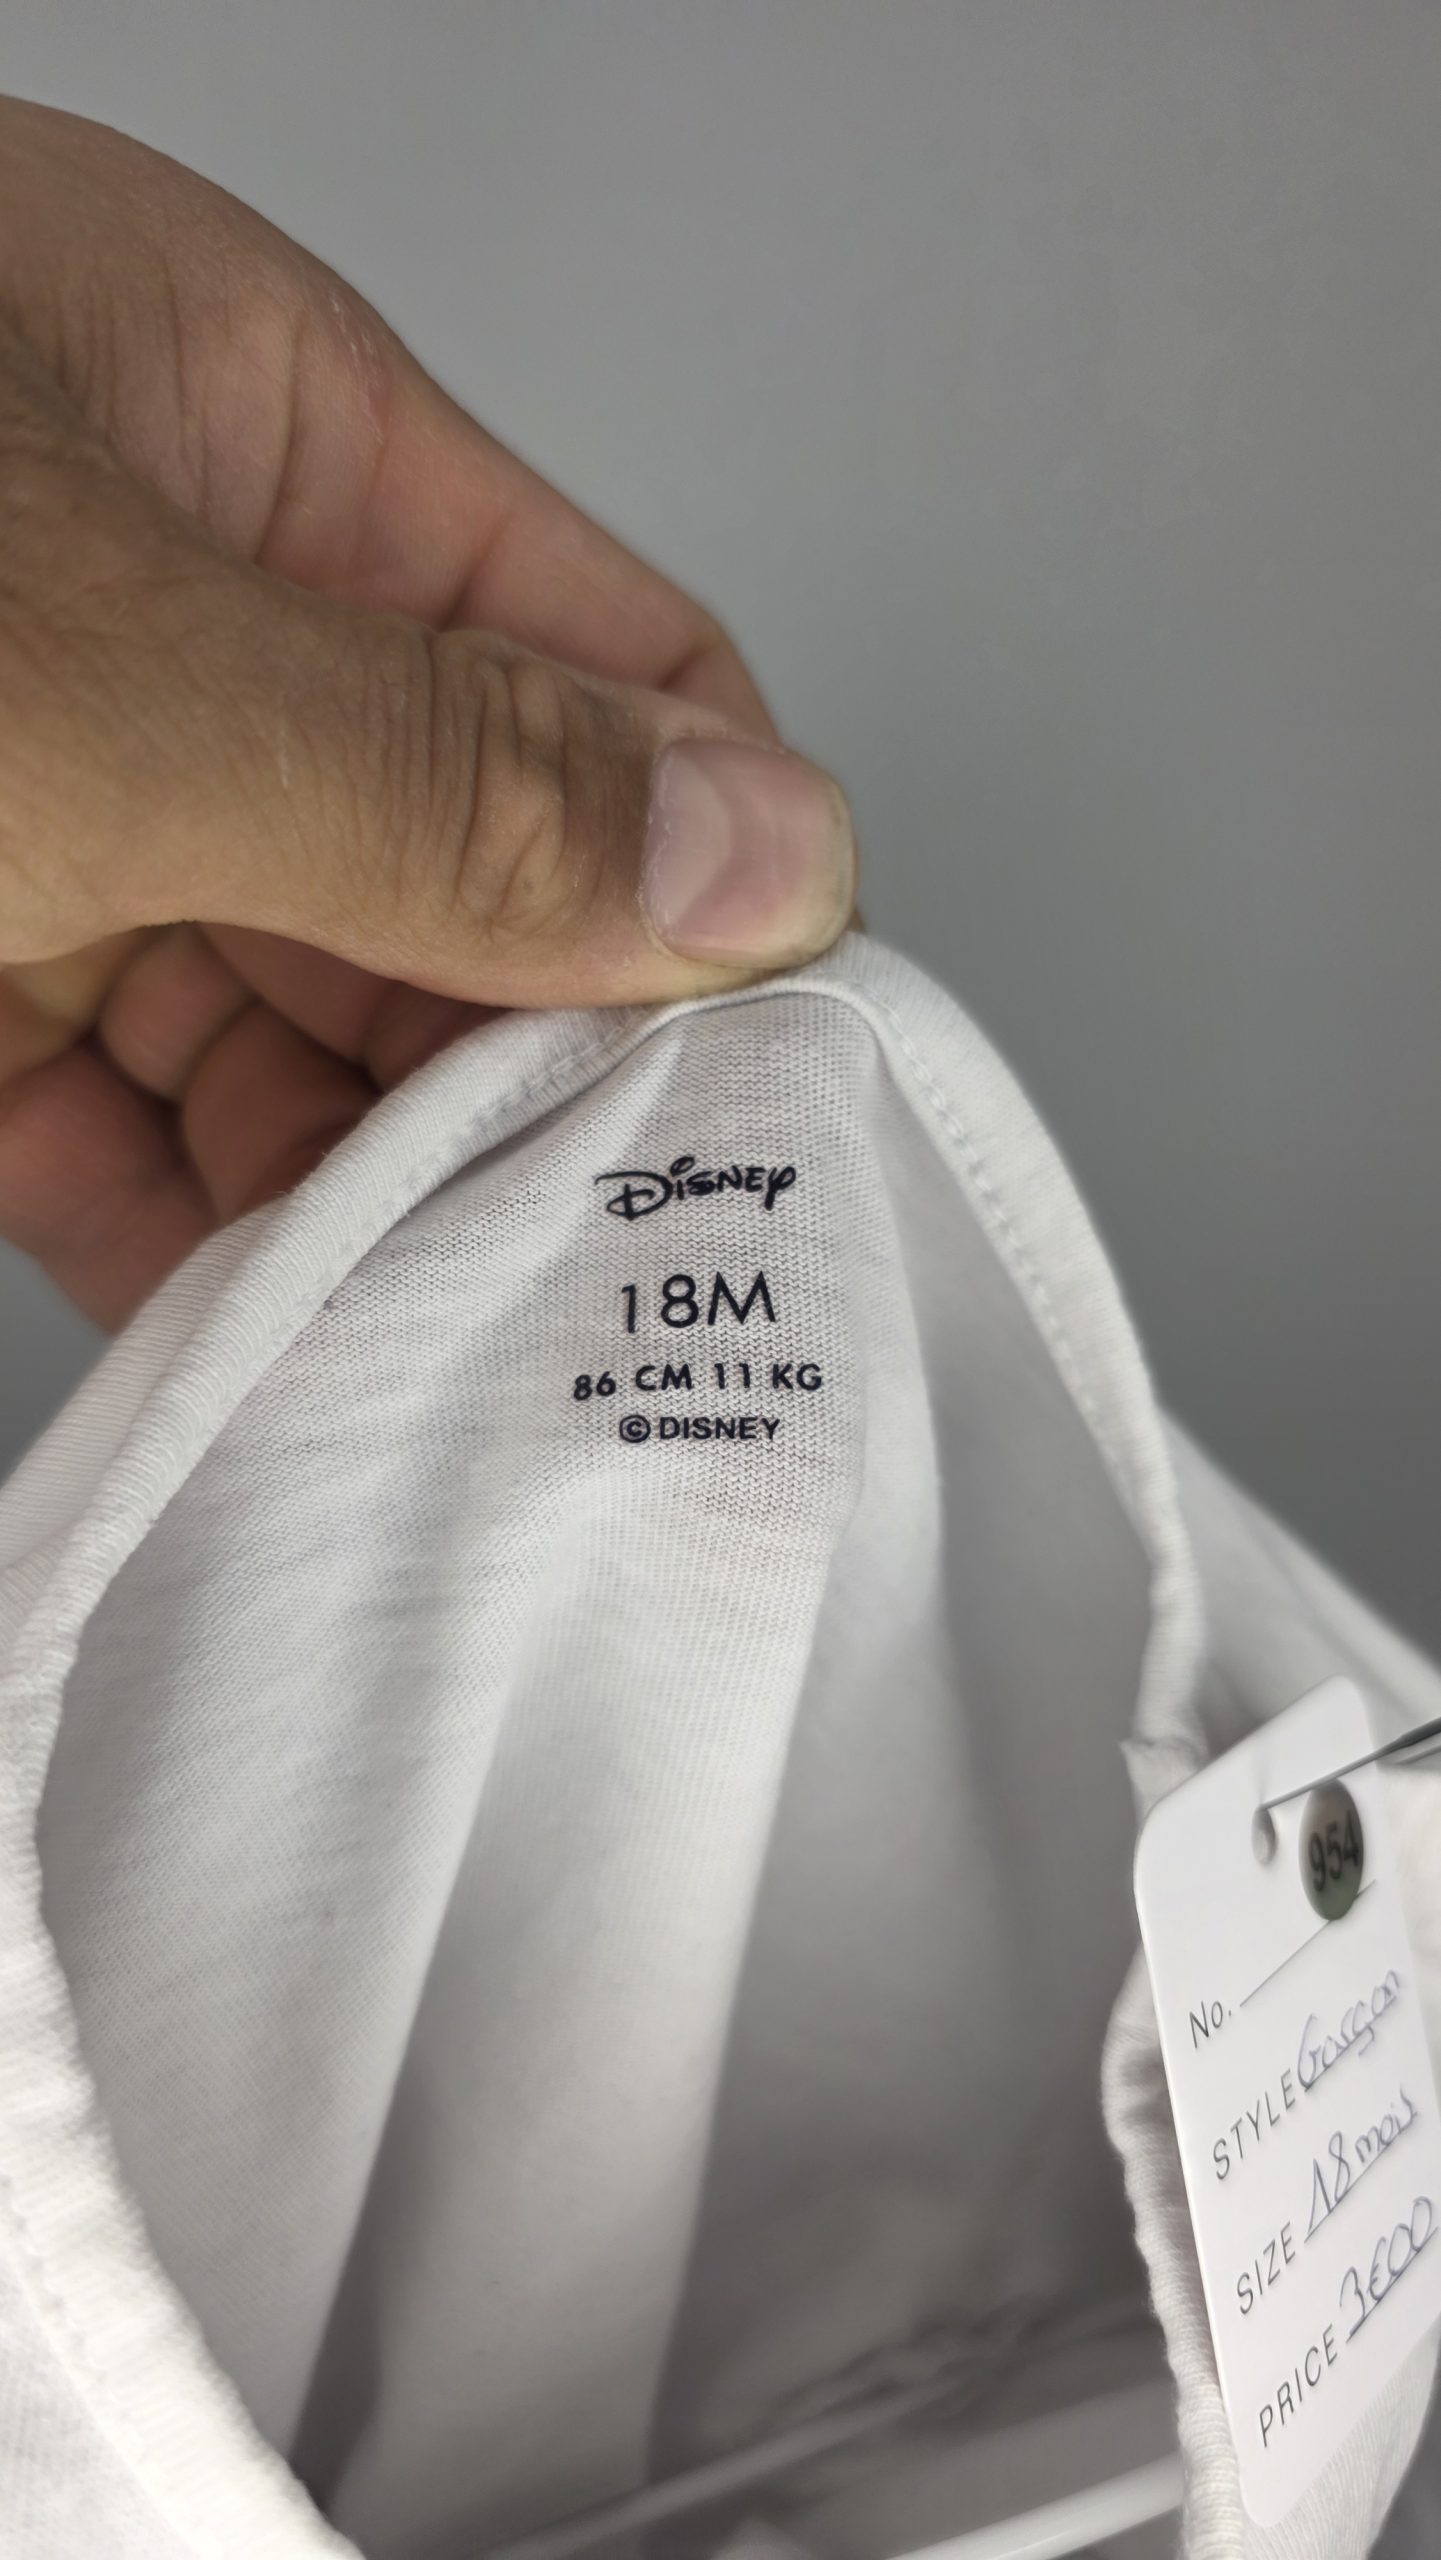 Disney
18M
86 CM 11 KG
© DISNEY
954
No.
STYLE Garçon
SIZE 18 mois
PRICE 3€00